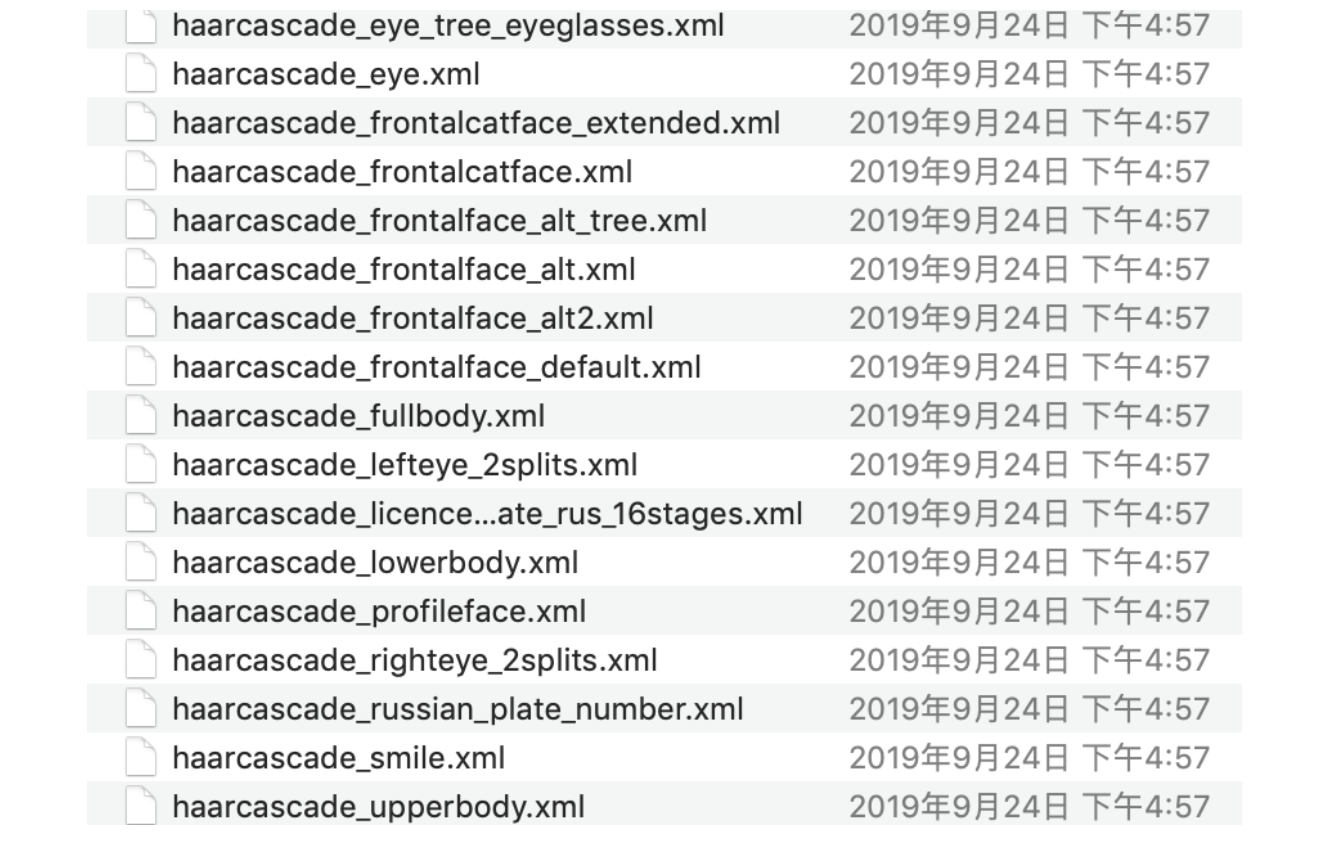 haarcascade_eye_tree_eyeglasses.xml 2019年9月24日 下午4:57
haarcascade_eye.xml 2019年9月24日 下午4:57
haarcascade_frontalcatface_extended.xml 2019年9月24日 下午4:57
haarcascade_frontalcatface.xml 2019年9月24日 下午4:57
haarcascade_frontalface_alt_tree.xml 2019年9月24日 下午4:57
haarcascade_frontalface_alt.xml 2019年9月24日 下午4:57
haarcascade_frontalface_alt2.xml 2019年9月24日 下午4:57
haarcascade_frontalface_default.xml 2019年9月24日 下午4:57
haarcascade_fullbody.xml 2019年9月24日 下午4:57
haarcascade_lefteye_2splits.xml 2019年9月24日 下午4:57
haarcascade_licence...ate_rus_16stages.xml 2019年9月24日 下午4:57
haarcascade_lowerbody.xml 2019年9月24日 下午4:57
haarcascade_profileface.xml 2019年9月24日 下午4:57
haarcascade_righteye_2splits.xml 2019年9月24日 下午4:57
haarcascade_russian_plate_number.xml 2019年9月24日 下午4:57
haarcascade_smile.xml 2019年9月24日 下午4:57
haarcascade_upperbody.xml 2019年9月24日 下午4:57